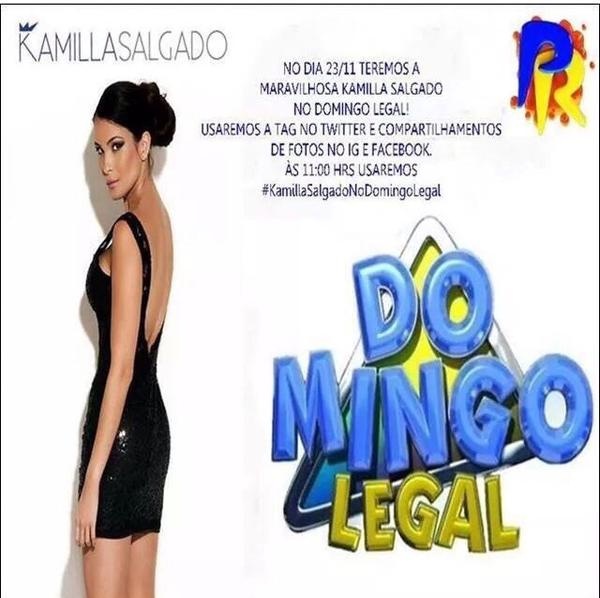 KAMILLASALGADO
PR
NO DIA 23/11 TEREMOS A
MARAVILHOSA KAMILLA SALGADO
NO DOMINGO LEGAL!
USAREMOS A TAG NO TWITTER E COMPARTILHAMENTOS
DE FOTOS NO IG E FACEBOOK.
ÀS 11:00 HRS USAREMOS
#KamillaSalgadoNoDomingoLegal
DO
MINGO
LEGAL